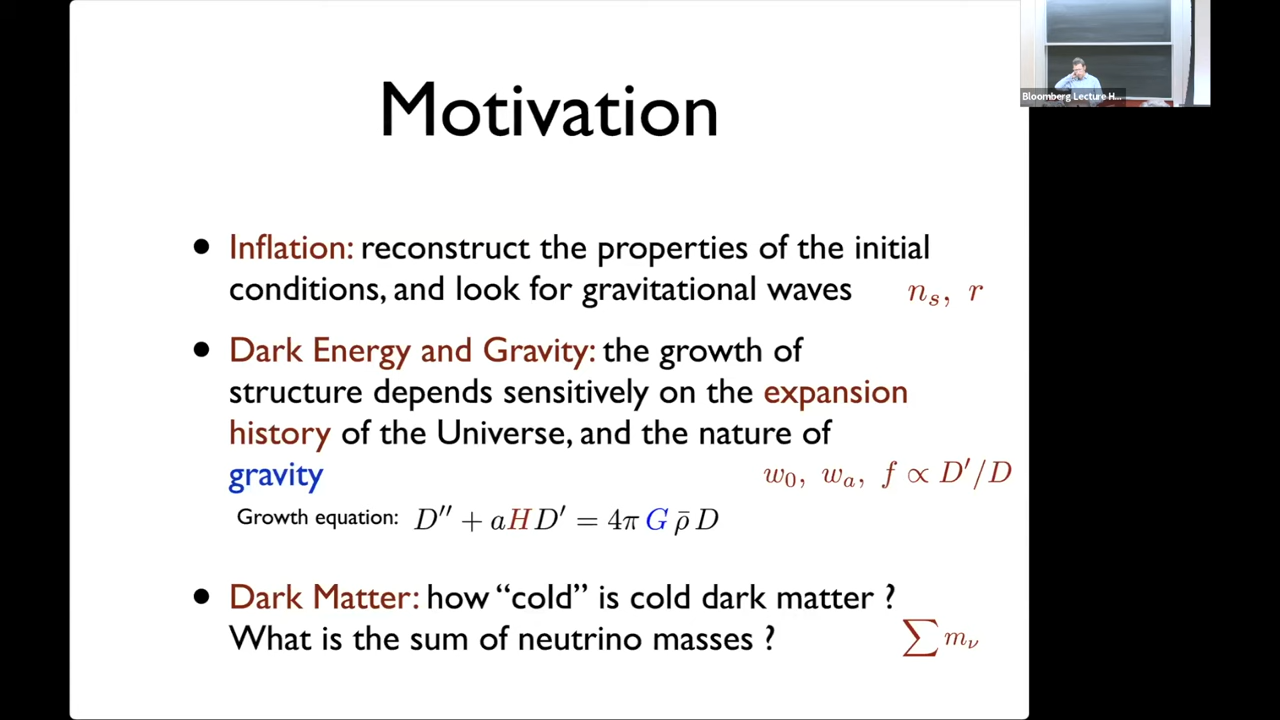 Motivation
Bloomberg Lecture H...
• Inflation: reconstruct the properties of the initial
conditions, and look for gravitational waves n_s, r
• Dark Energy and Gravity: the growth of
structure depends sensitively on the expansion
history of the Universe, and the nature of
gravity w_0, w_a, f ∝ D′/D
Growth equation: D″ + aHD′ = 4π G ρ̄ D
• Dark Matter: how “cold” is cold dark matter ?
What is the sum of neutrino masses ? ∑ m_ν